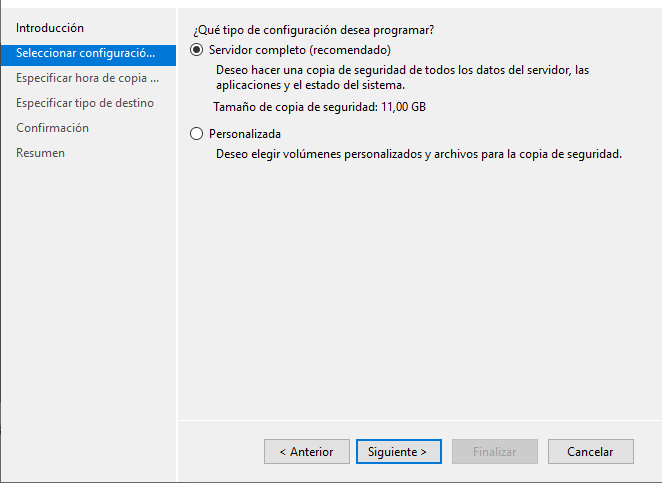 Introducción
Seleccionar configuració...
Especificar hora de copia ...
Especificar tipo de destino
Confirmación
Resumen
¿Qué tipo de configuración desea programar?
Servidor completo (recomendado)
Deseo hacer una copia de seguridad de todos los datos del servidor, las
aplicaciones y el estado del sistema.
Tamaño de copia de seguridad: 11,00 GB
Personalizada
Deseo elegir volúmenes personalizados y archivos para la copia de seguridad.
< Anterior
Siguiente >
Finalizar
Cancelar